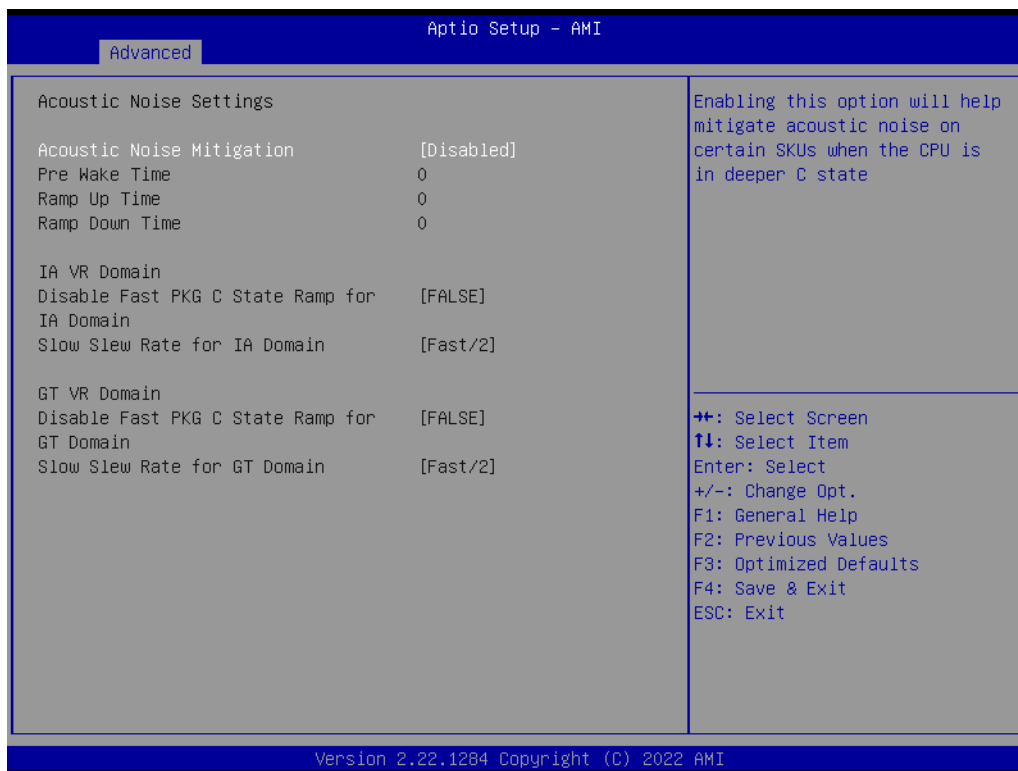 Aptio Setup – AMI
Advanced
Acoustic Noise Settings
Acoustic Noise Mitigation [Disabled]
Pre Wake Time 0
Ramp Up Time 0
Ramp Down Time 0
IA VR Domain
Disable Fast PKG C State Ramp for [FALSE]
IA Domain
Slow Slew Rate for IA Domain [Fast/2]
GT VR Domain
Disable Fast PKG C State Ramp for [FALSE]
GT Domain
Slow Slew Rate for GT Domain [Fast/2]
Enabling this option will help
mitigate acoustic noise on
certain SKUs when the CPU is
in deeper C state
→←: Select Screen
↑↓: Select Item
Enter: Select
+/-: Change Opt.
F1: General Help
F2: Previous Values
F3: Optimized Defaults
F4: Save & Exit
ESC: Exit
Version 2.22.1284 Copyright (C) 2022 AMI